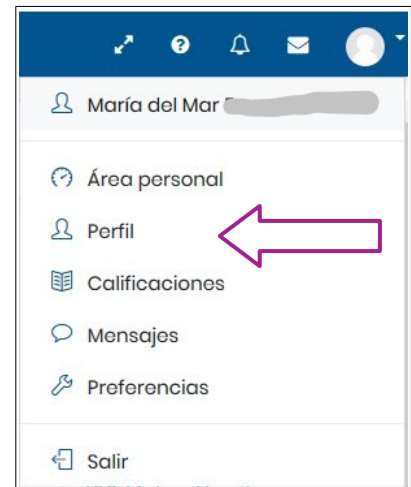 María del Mar
Área personal
Perfil
Calificaciones
Mensajes
Preferencias
Salir